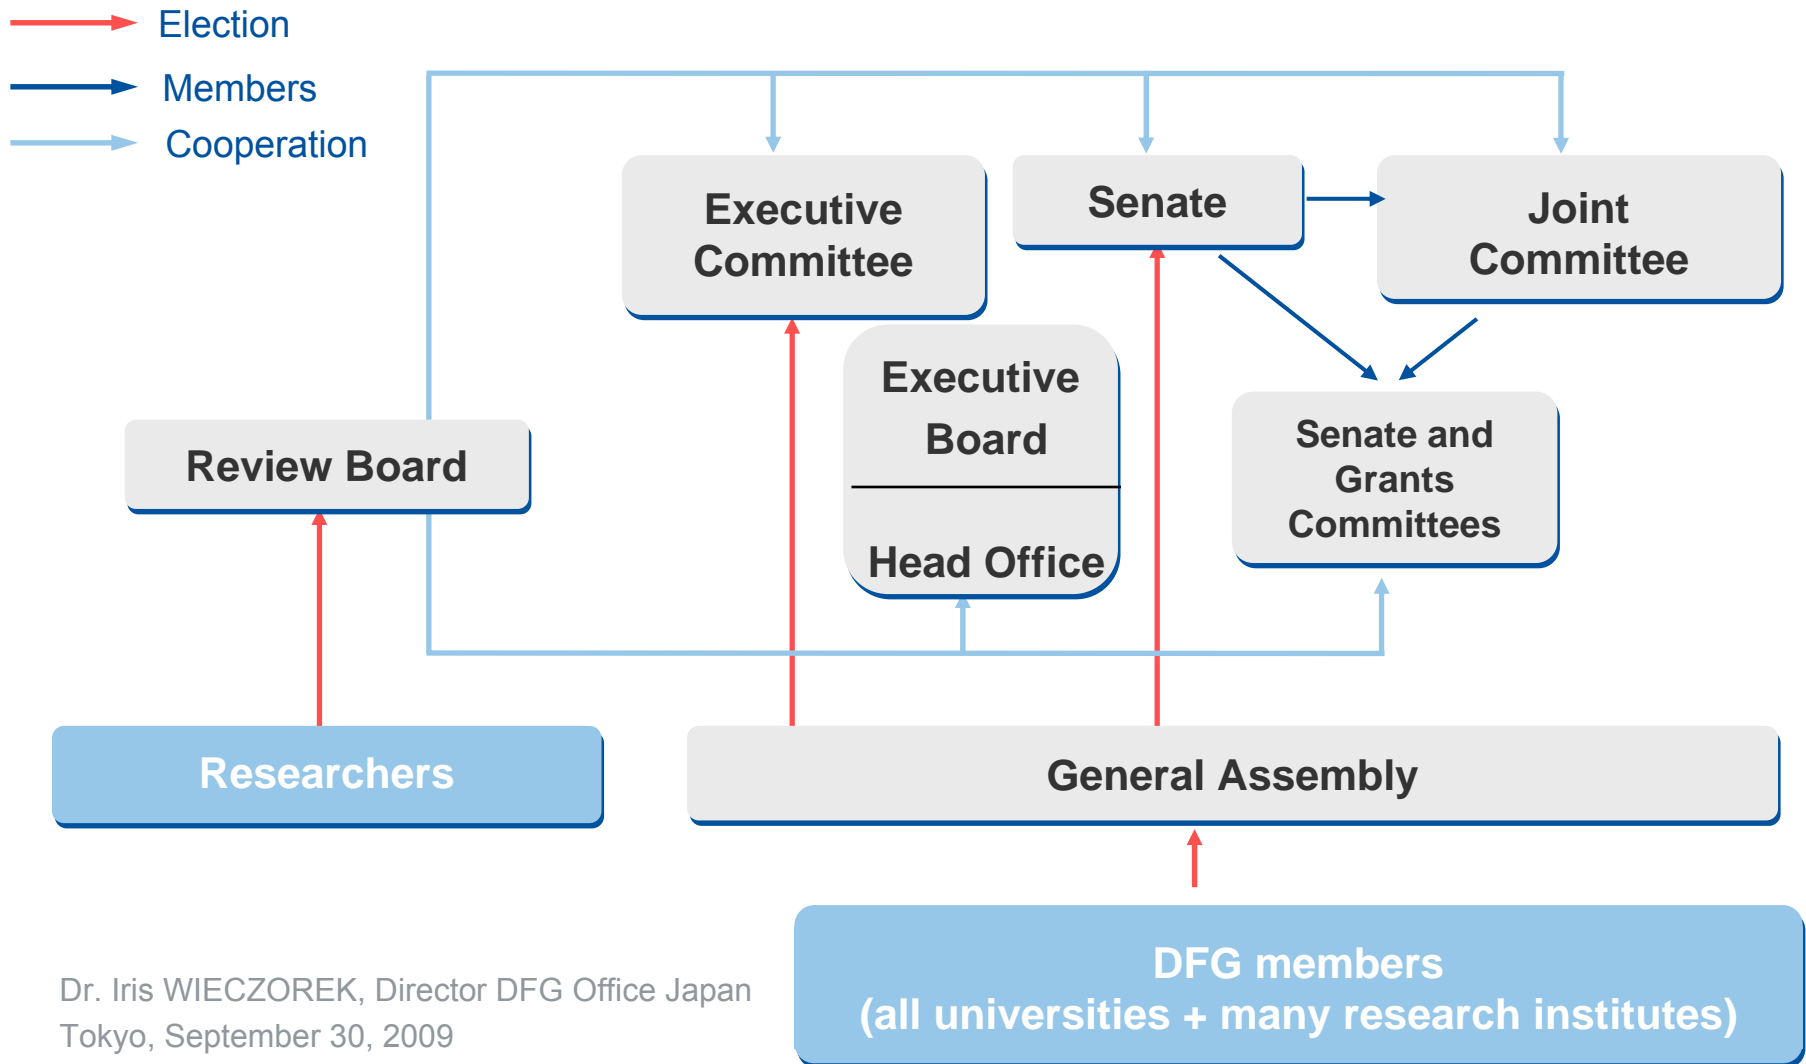 Election
Members
Cooperation
Executive
Committee
Senate
Joint
Committee
Executive
Board
Head Office
Senate and
Grants
Committees
Review Board
Researchers
General Assembly
DFG members
(all universities + many research institutes)
Dr. Iris WIECZOREK, Director DFG Office Japan
Tokyo, September 30, 2009